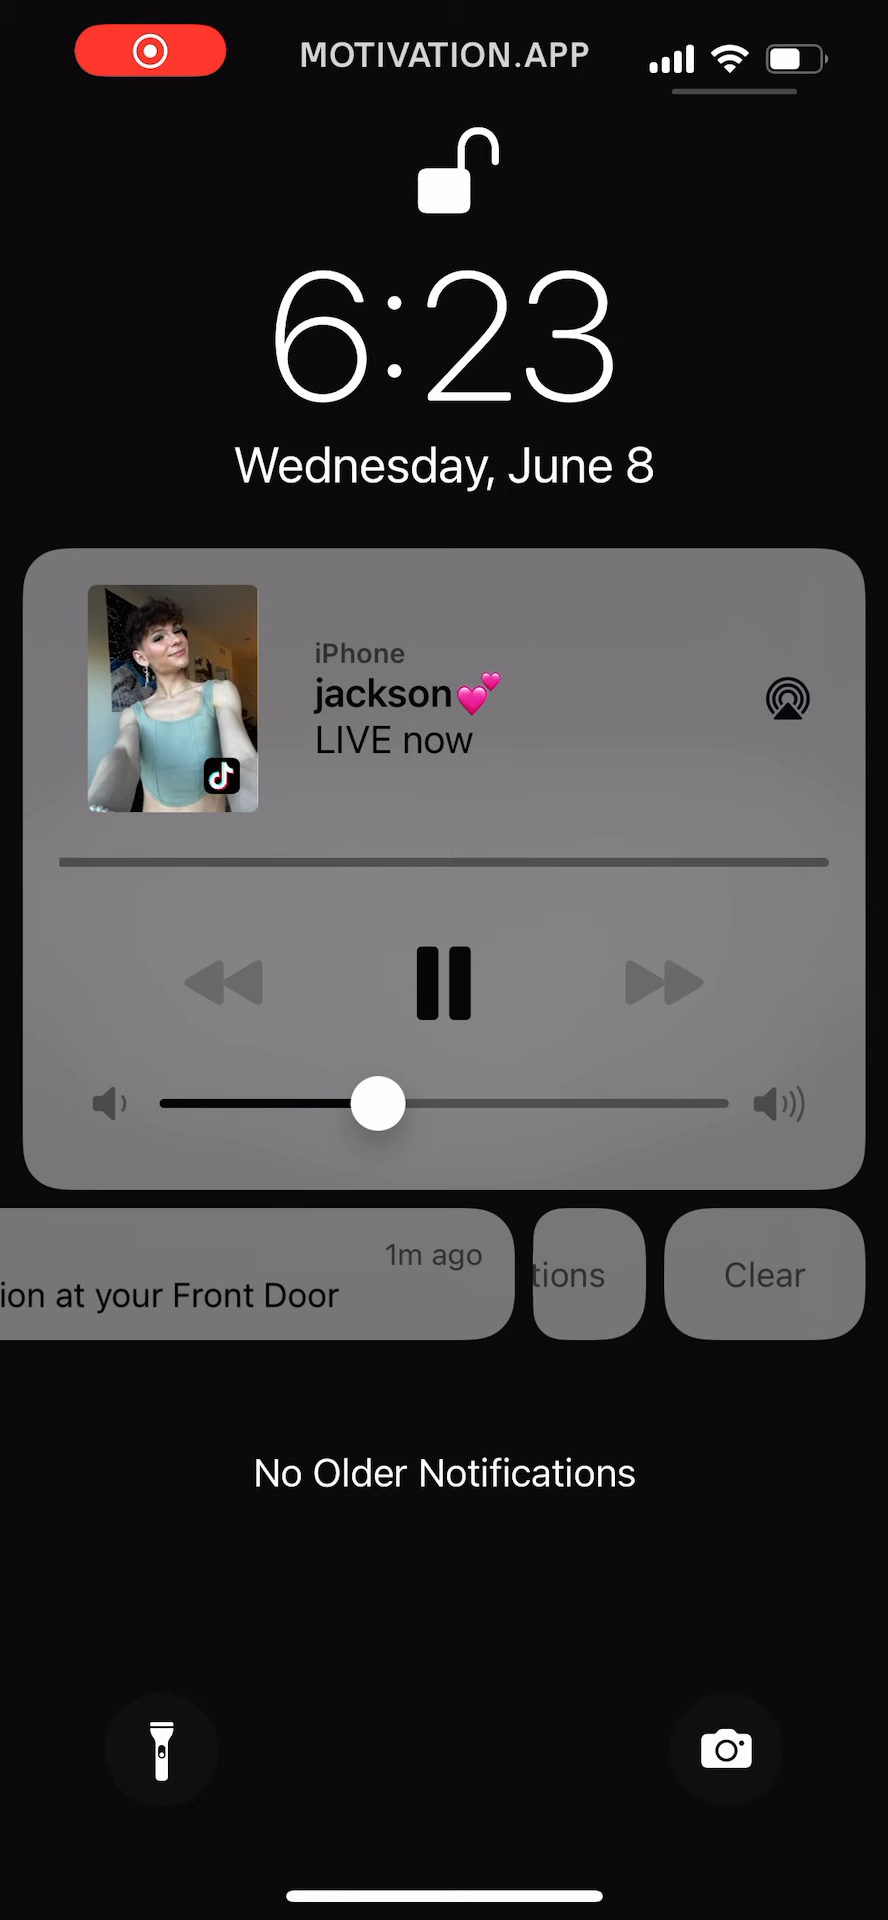 MOTIVATION.APP
6:23
Wednesday, June 8
iPhone
jackson💕
LIVE now
1m ago
ion at your Front Door
tions
Clear
No Older Notifications